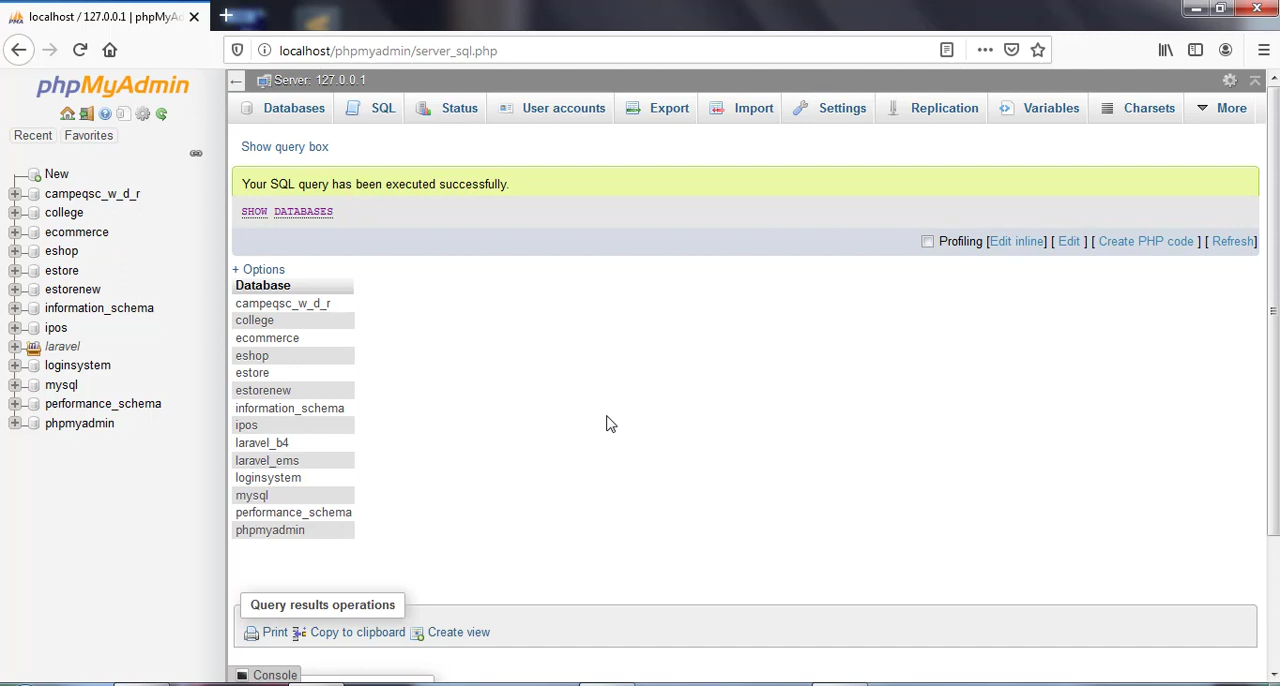 localhost / 127.0.0.1 | phpMyAd
localhost/phpmyadmin/server_sql.php
phpMyAdmin
Recent
Favorites
New
campeqsc_w_d_r
college
ecommerce
eshop
estore
estorenew
information_schema
ipos
laravel
loginsystem
mysql
performance_schema
phpmyadmin
Server: 127.0.0.1
Databases SQL Status User accounts Export Import Settings Replication Variables Charsets More
Show query box
Your SQL query has been executed successfully.
SHOW DATABASES
Profiling [Edit inline] [ Edit ] [ Create PHP code ] [ Refresh]
+ Options
Database
campeqsc_w_d_r
college
ecommerce
eshop
estore
estorenew
information_schema
ipos
laravel_b4
laravel_ems
loginsystem
mysql
performance_schema
phpmyadmin
Query results operations
Print Copy to clipboard Create view
Console